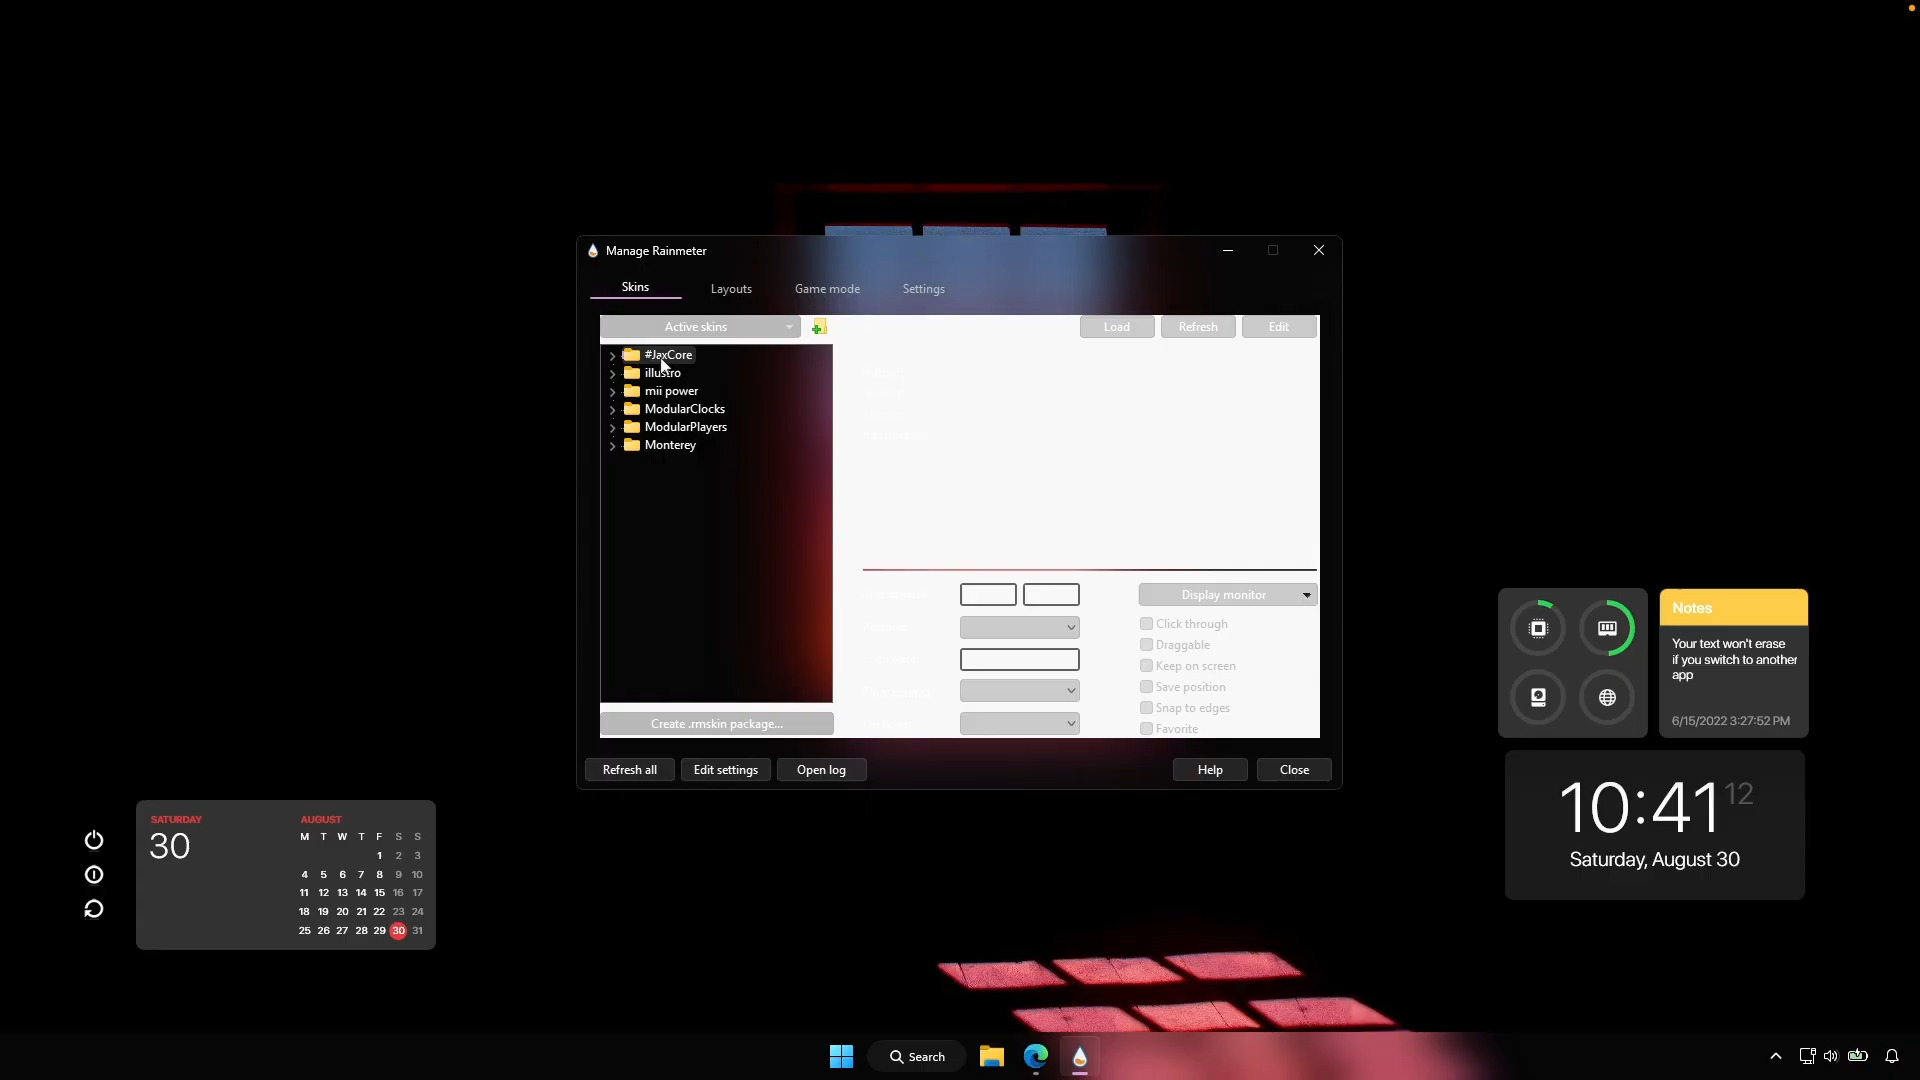 Manage Rainmeter
Skins
Layouts
Game mode
Settings
Active skins
Load
Refresh
Edit
#JaxCore
illustro
mii power
ModularClocks
ModularPlayers
Monterey
Display monitor
Click through
Draggable
Keep on screen
Save position
Snap to edges
Favorite
Create .rmskin package...
Refresh all
Edit settings
Open log
Help
Close
Notes
Your text won't erase
if you switch to another
app
6/15/2022 3:27:52 PM
10:41 12
Saturday, August 30
SATURDAY
30
AUGUST
M T W T F S S
1 2 3
4 5 6 7 8 9 10
11 12 13 14 15 16 17
18 19 20 21 22 23 24
25 26 27 28 29 30 31
Search